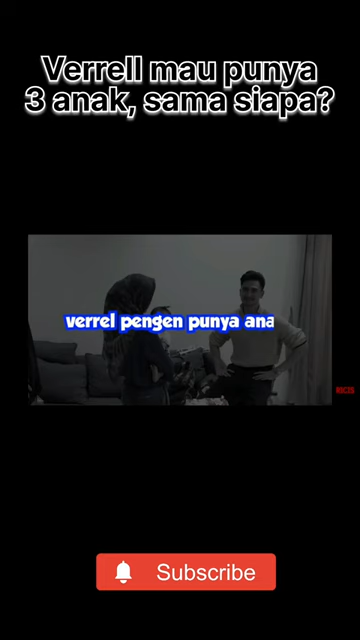 Verrell mau punya
3 anak, sama siapa?
verrel pengen punya ana
Subscribe